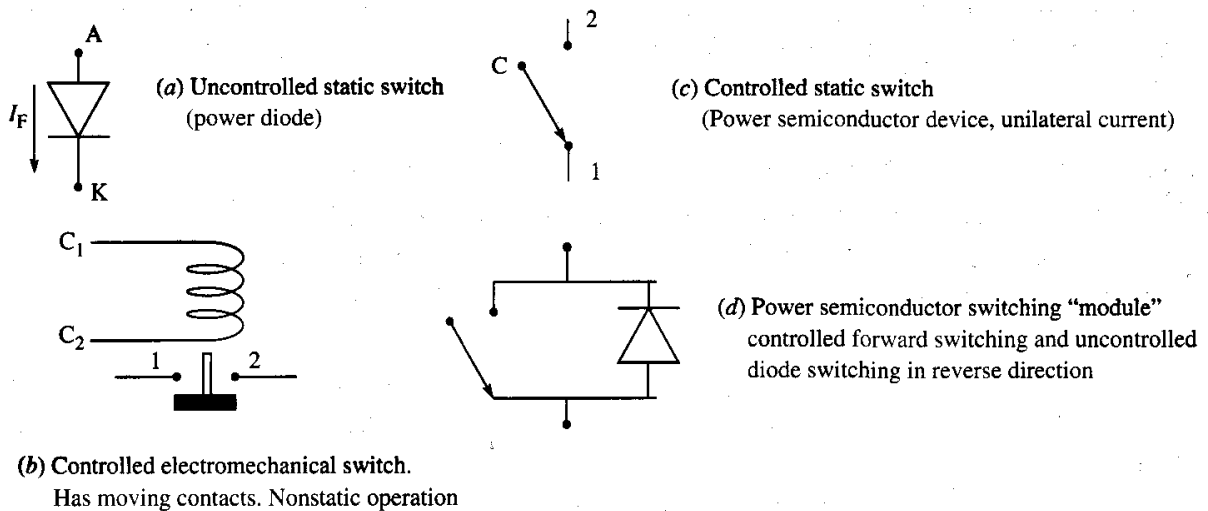 A
I_F
K
(a) Uncontrolled static switch
(power diode)
2
C
1
(c) Controlled static switch
(Power semiconductor device, unilateral current)
C₁
C₂
1 2
(d) Power semiconductor switching “module”
controlled forward switching and uncontrolled
diode switching in reverse direction
(b) Controlled electromechanical switch.
Has moving contacts. Nonstatic operation